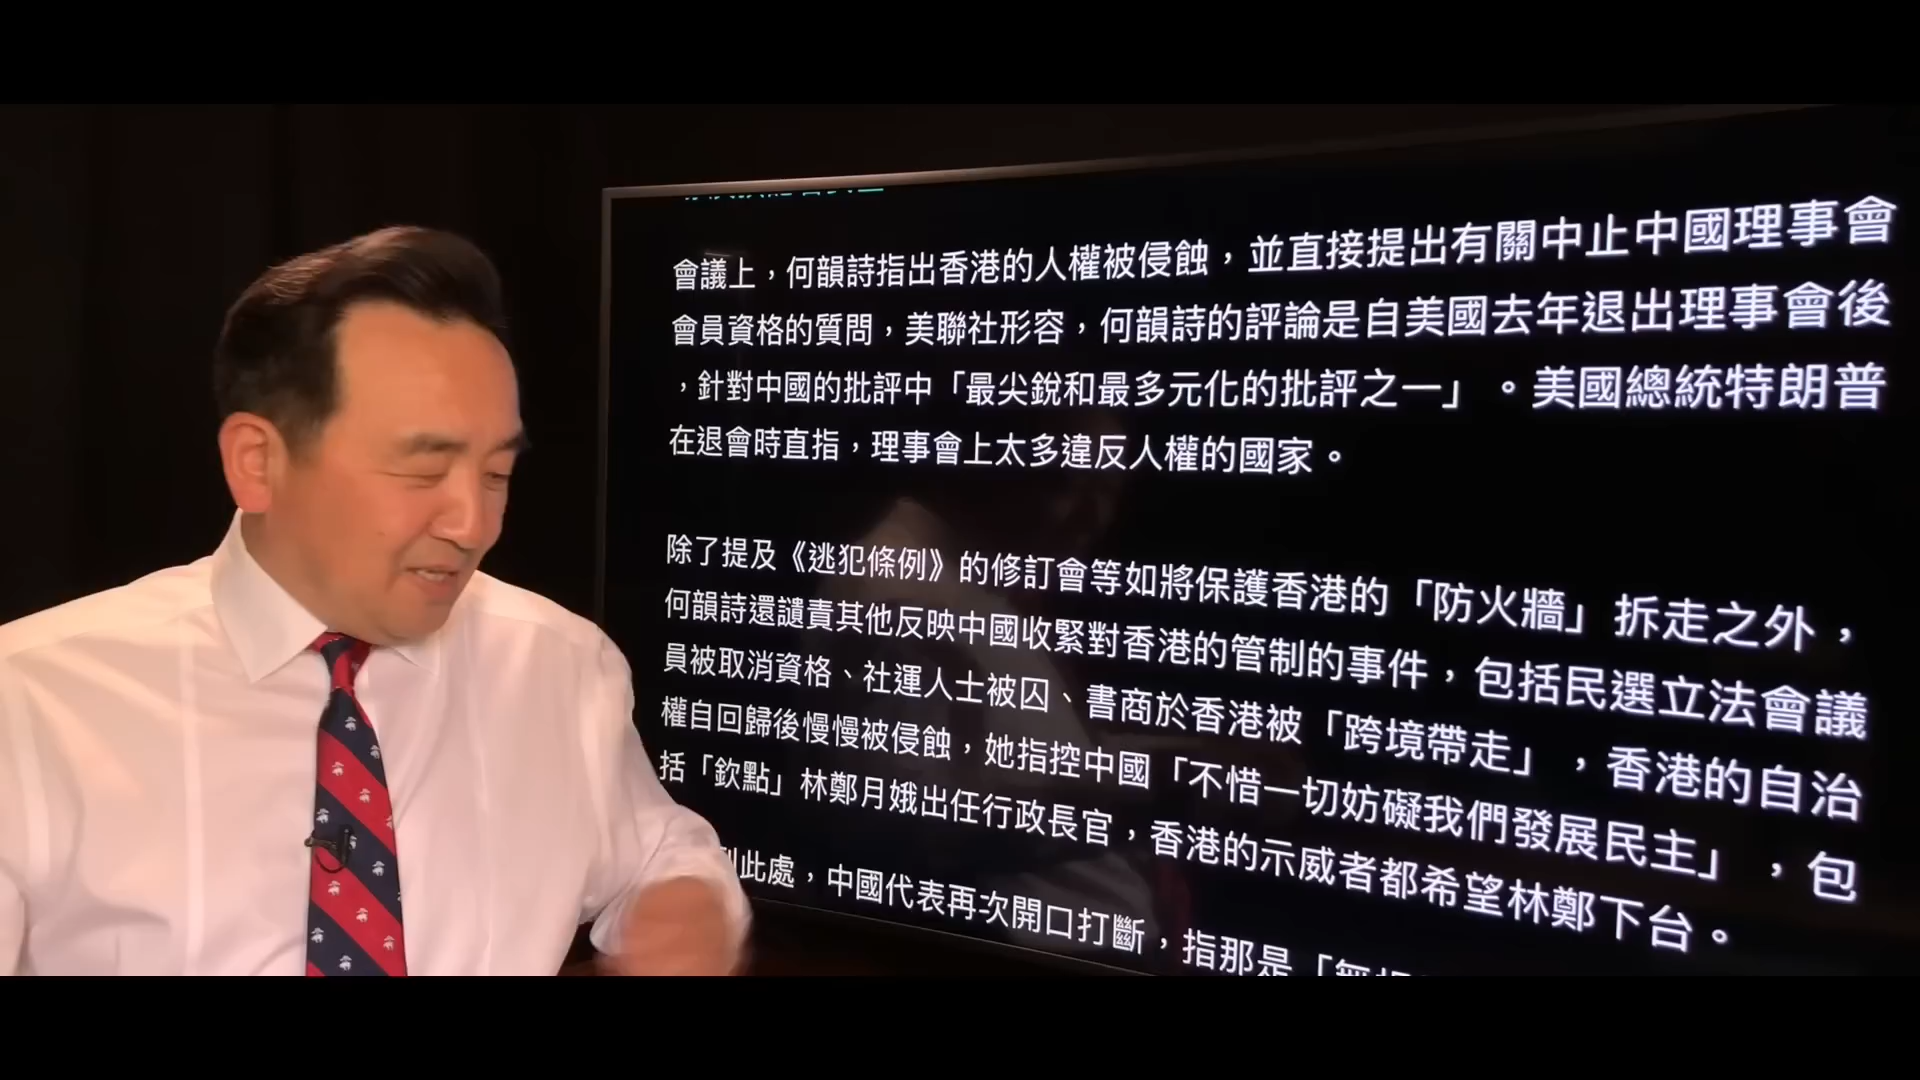 會議上，何韻詩指出香港的人權被侵蝕，並直接提出有關中止中國理事會
會員資格的質問，美聯社形容，何韻詩的評論是自美國去年退出理事會後
，針對中國的批評中「最尖銳和最多元化的批評之一」。美國總統特朗普
在退會時直指，理事會上太多違反人權的國家。
除了提及《逃犯條例》的修訂會等如將保護香港的「防火牆」拆走之外，
何韻詩還譴責其他反映中國收緊對香港的管制的事件，包括民選立法會議
員被取消資格、社運人士被囚、書商於香港被「跨境帶走」，香港的自治
權自回歸後慢慢被侵蝕，她指控中國「不惜一切妨礙我們發展民主」，包
括「欽點」林鄭月娥出任行政長官，香港的示威者都希望林鄭下台。
到此處，中國代表再次開口打斷，指那是「無